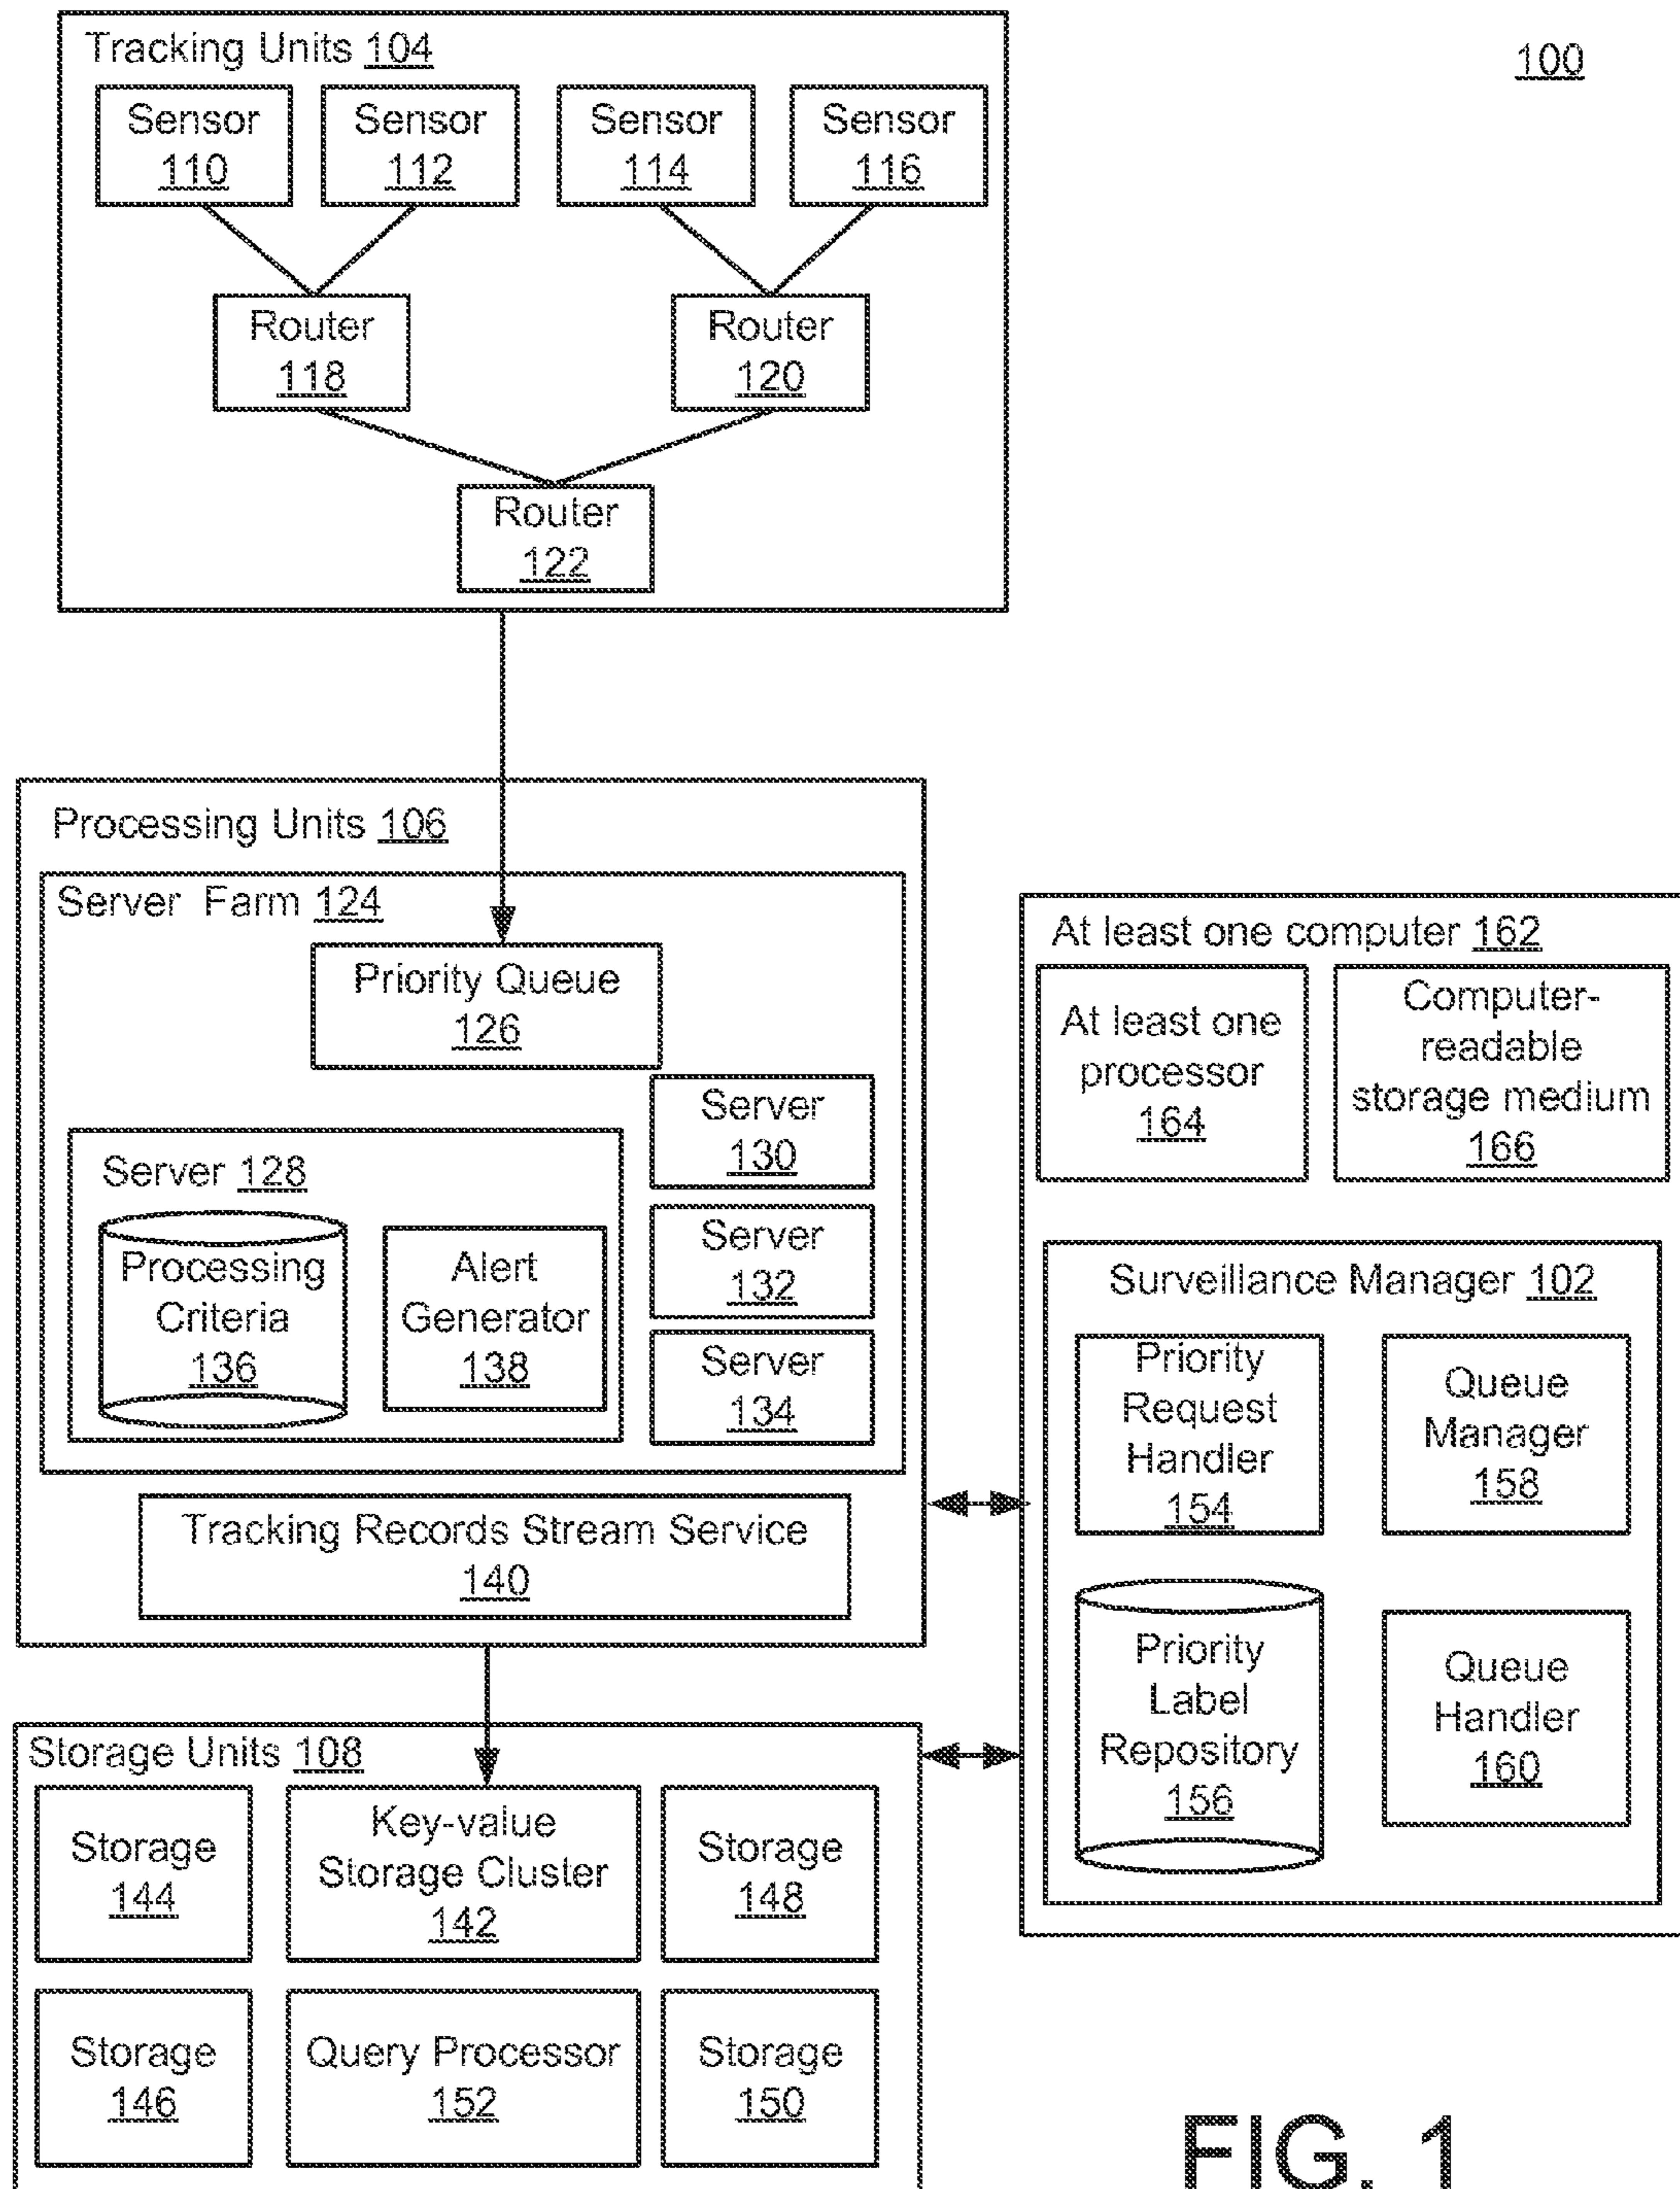 100
Tracking Units 104
Sensor
110
Sensor
112
Sensor
114
Sensor
116
Router
118
Router
120
Router
122
Processing Units 106
Server Farm 124
Priority Queue
126
Server 128
Processing
Criteria
136
Alert
Generator
138
Server
130
Server
132
Server
134
Tracking Records Stream Service
140
At least one computer 162
At least one
processor
164
Computer-
readable
storage medium
166
Surveillance Manager 102
Priority
Request
Handler
154
Queue
Manager
158
Priority
Label
Repository
156
Queue
Handler
160
Storage Units 108
Storage
144
Key-value
Storage Cluster
142
Storage
148
Storage
146
Query Processor
152
Storage
150
FIG. 1